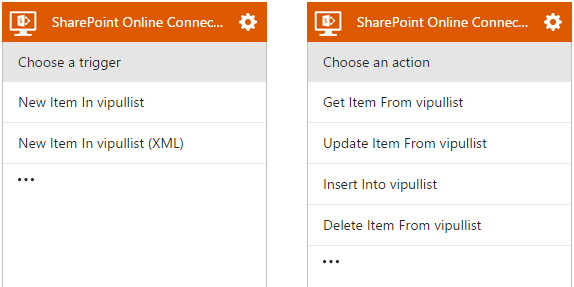 SharePoint Online Connec...
Choose a trigger
New Item In vipullist
New Item In vipullist (XML)
...
SharePoint Online Connec...
Choose an action
Get Item From vipullist
Update Item From vipullist
Insert Into vipullist
Delete Item From vipullist
...